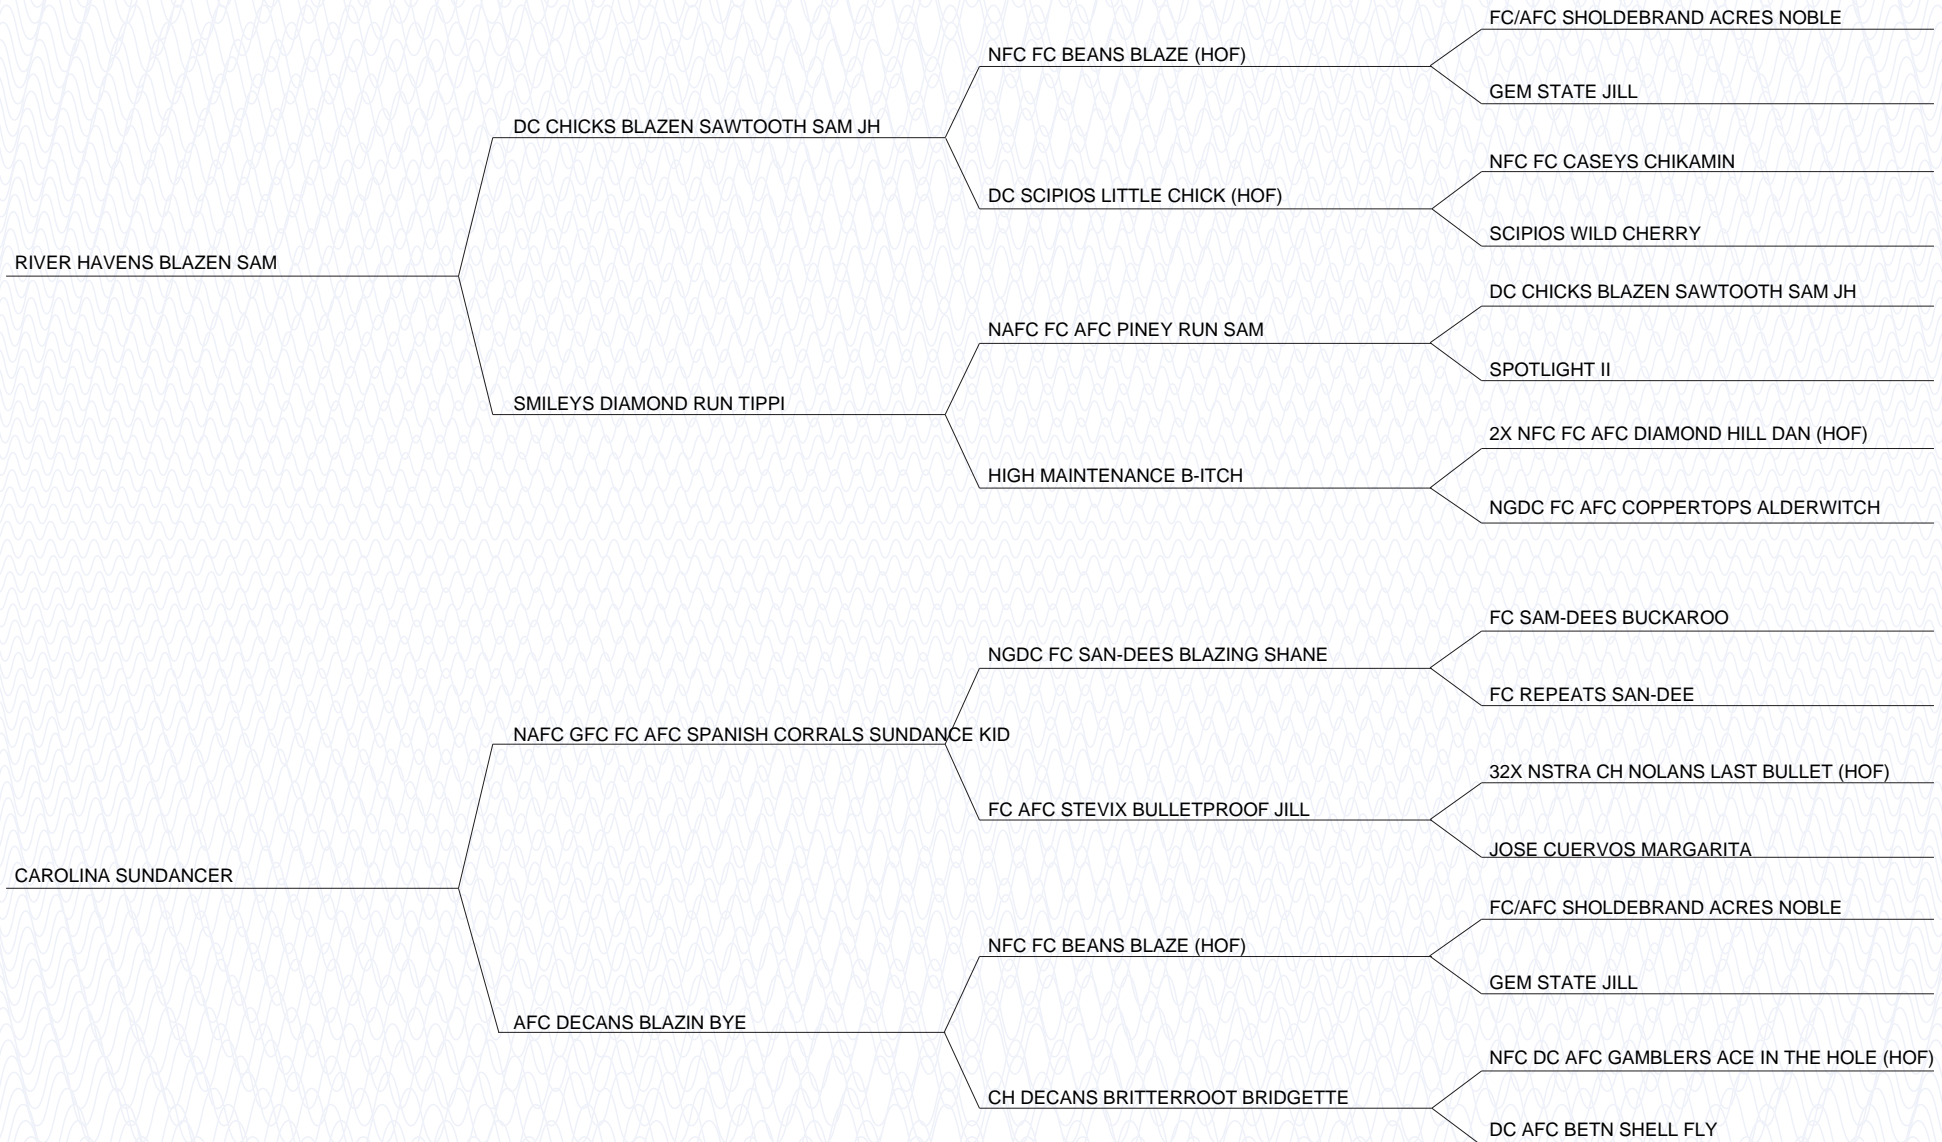 FC/AFC SHOLDEBRAND ACRES NOBLE
NFC FC BEANS BLAZE (HOF)
GEM STATE JILL
DC CHICKS BLAZEN SAWTOOTH SAM JH
NFC FC CASEYS CHIKAMIN
DC SCIPIOS LITTLE CHICK (HOF)
SCIPIOS WILD CHERRY
RIVER HAVENS BLAZEN SAM
DC CHICKS BLAZEN SAWTOOTH SAM JH
NAFC FC AFC PINEY RUN SAM
SPOTLIGHT II
SMILEYS DIAMOND RUN TIPPI
2X NFC FC AFC DIAMOND HILL DAN (HOF)
HIGH MAINTENANCE B-ITCH
NGDC FC AFC COPPERTOPS ALDERWITCH
FC SAM-DEES BUCKAROO
NGDC FC SAN-DEES BLAZING SHANE
FC REPEATS SAN-DEE
NAFC GFC FC AFC SPANISH CORRALS SUNDANCE KID
32X NSTRA CH NOLANS LAST BULLET (HOF)
FC AFC STEVIX BULLETPROOF JILL
JOSE CUERVOS MARGARITA
CAROLINA SUNDANCER
FC/AFC SHOLDEBRAND ACRES NOBLE
NFC FC BEANS BLAZE (HOF)
GEM STATE JILL
AFC DECANS BLAZIN BYE
NFC DC AFC GAMBLERS ACE IN THE HOLE (HOF)
CH DECANS BRITTERROOT BRIDGETTE
DC AFC BETN SHELL FLY